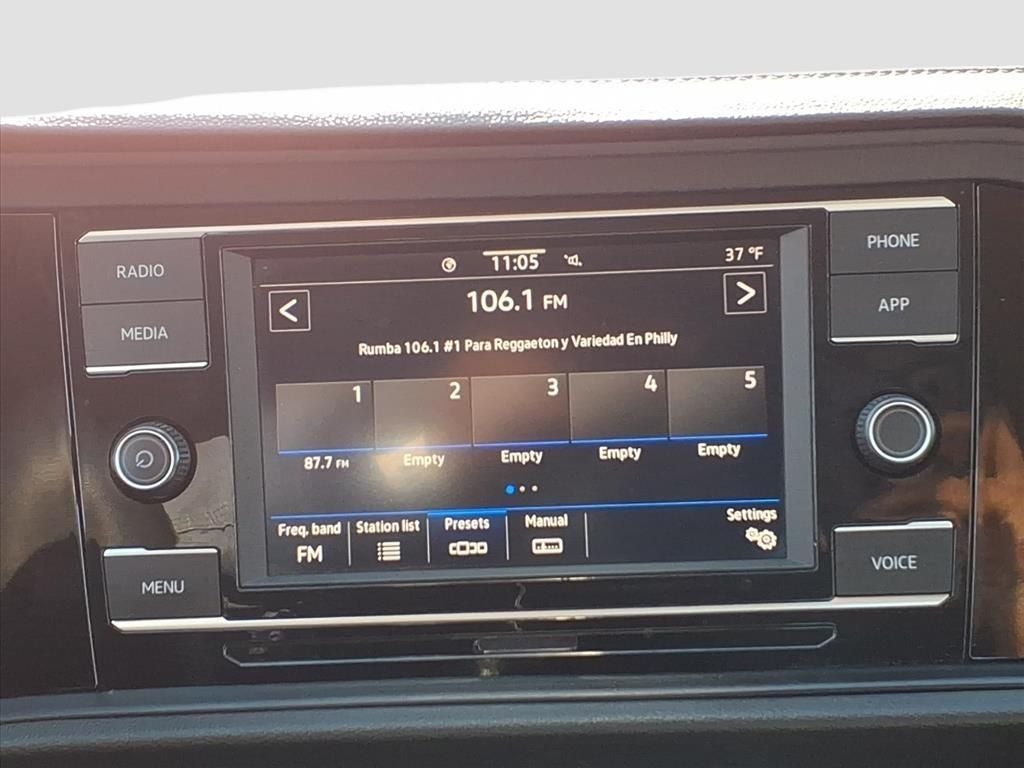 RADIO
MEDIA
MENU
PHONE
APP
VOICE
11:05
37 °F
<
106.1 FM
>
Rumba 106.1 #1 Para Reggaeton y Variedad En Philly
1 2 3 4 5
87.7 FM Empty Empty Empty Empty
Freq. band Station list Presets Manual Settings
FM